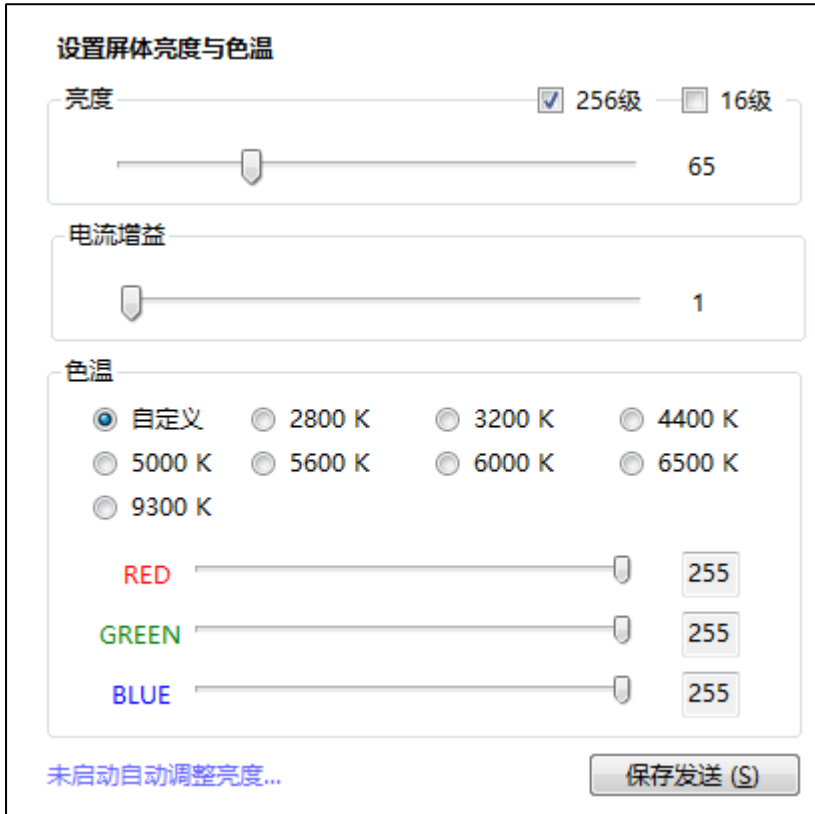 设置屏体亮度与色温
亮度 256级 16级
65
电流增益
1
色温
自定义 2800 K 3200 K 4400 K
5000 K 5600 K 6000 K 6500 K
9300 K
RED 255
GREEN 255
BLUE 255
未启动自动调整亮度... 保存发送 (S)